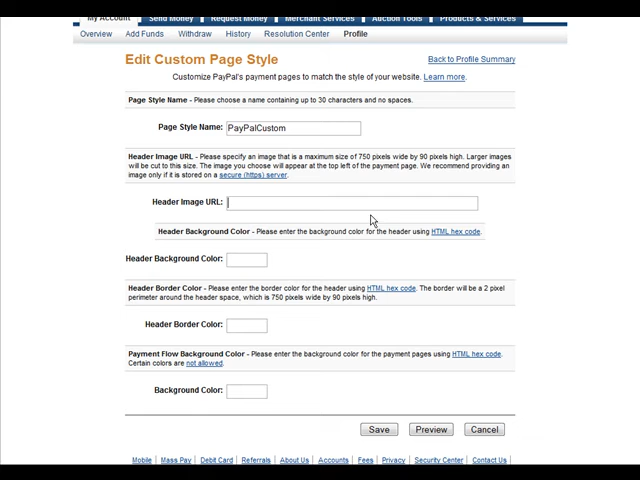 My Account Send Money Request Money Merchant Services Auction Tools Products & Services
Overview Add Funds Withdraw History Resolution Center Profile
Edit Custom Page Style
Back to Profile Summary
Customize PayPal's payment pages to match the style of your website. Learn more.
Page Style Name - Please choose a name containing up to 30 characters and no spaces.
Page Style Name: PayPalCustom
Header Image URL - Please specify an image that is a maximum size of 750 pixels wide by 90 pixels high. Larger images
will be cut to this size. The image you choose will appear at the top left of the payment page. We recommend providing an
image only if it is stored on a secure (https) server.
Header Image URL:
Header Background Color - Please enter the background color for the header using HTML hex code.
Header Background Color:
Header Border Color - Please enter the border color for the header using HTML hex code. The border will be a 2 pixel
perimeter around the header space, which is 750 pixels wide by 90 pixels high.
Header Border Color:
Payment Flow Background Color - Please enter the background color for the payment pages using HTML hex code.
Certain colors are not allowed.
Background Color:
Save Preview Cancel
Mobile Mass Pay Debit Card Referrals About Us Accounts Fees Privacy Security Center Contact Us